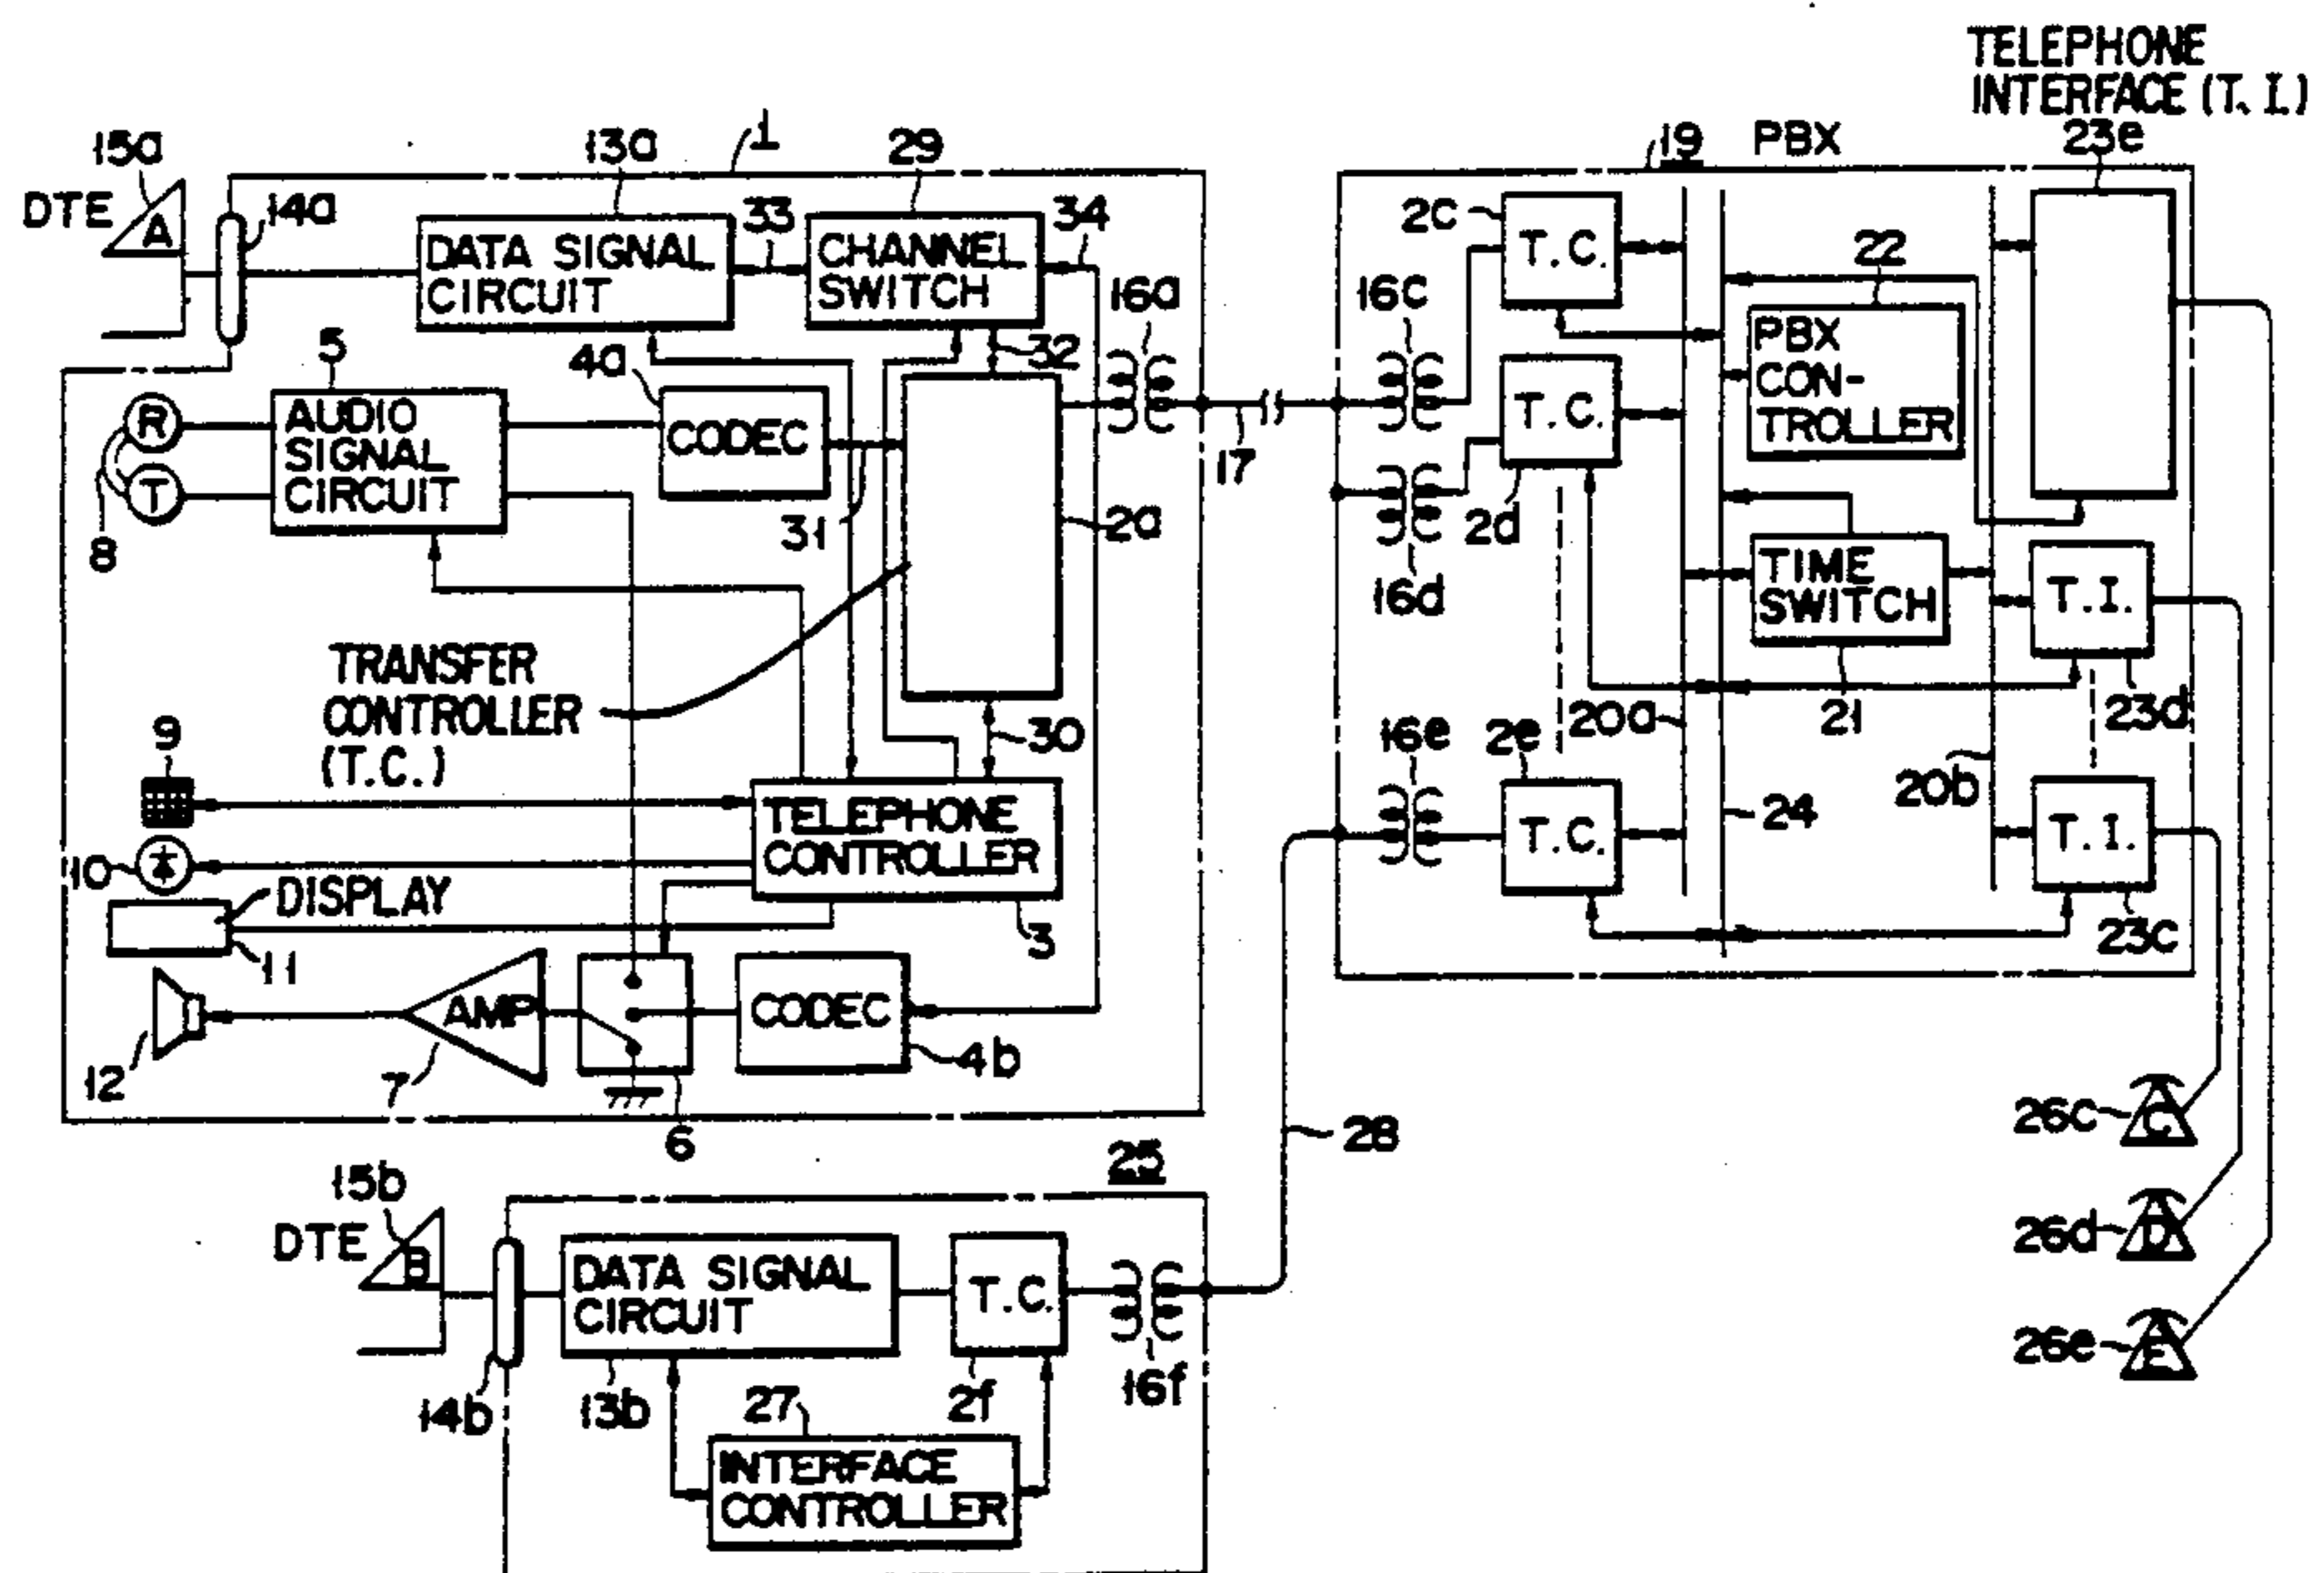 TELEPHONE
INTERFACE (T. I.)
19 PBX 23e
15a 13a 1 29
DTE A 14a
DATA SIGNAL
CIRCUIT
33
CHANNEL
SWITCH
34
32
16a
5
R
T
8
AUDIO
SIGNAL
CIRCUIT
4a
CODEC
31
2a
17
TRANSFER
CONTROLLER
(T.C.)
30
9
10
DISPLAY
11
TELEPHONE
CONTROLLER
3
12
AMP
7
6
CODEC
4b
2c
T.C.
16c
T.C.
2d
16d
16e
2e
T.C.
20a
22
PBX
CON-
TROLLER
TIME
SWITCH
21
24
20b
T.I.
23d
T.I.
23c
26c C
26d D
26e E
28
25
15b
DTE B
14b
DATA SIGNAL
CIRCUIT
13b
T.C.
2f
16f
27
INTERFACE
CONTROLLER